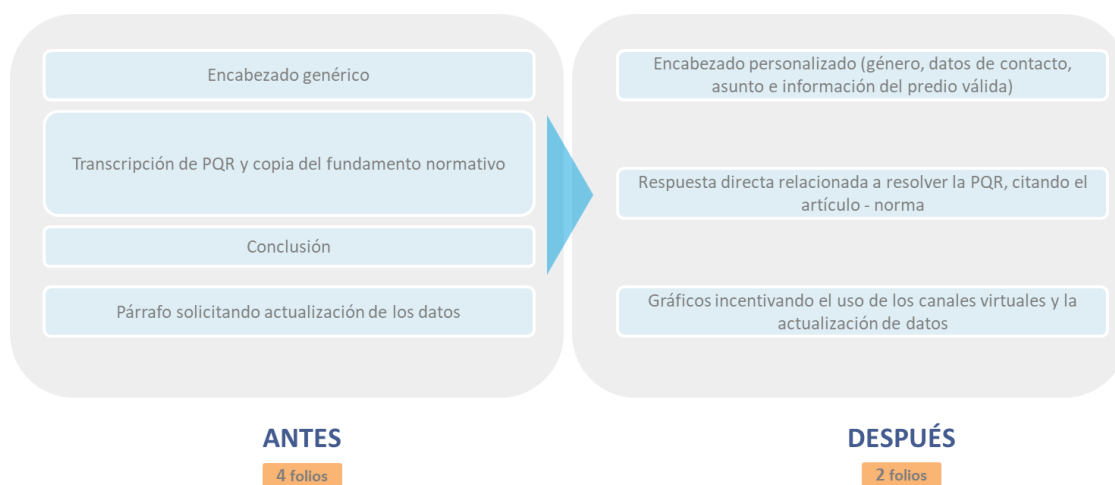 Encabezado genérico
Transcripción de PQR y copia del fundamento normativo
Conclusión
Párrafo solicitando actualización de los datos
ANTES
4 folios
Encabezado personalizado (género, datos de contacto,
asunto e información del predio válida)
Respuesta directa relacionada a resolver la PQR, citando el
artículo - norma
Gráficos incentivando el uso de los canales virtuales y la
actualización de datos
DESPUÉS
2 folios